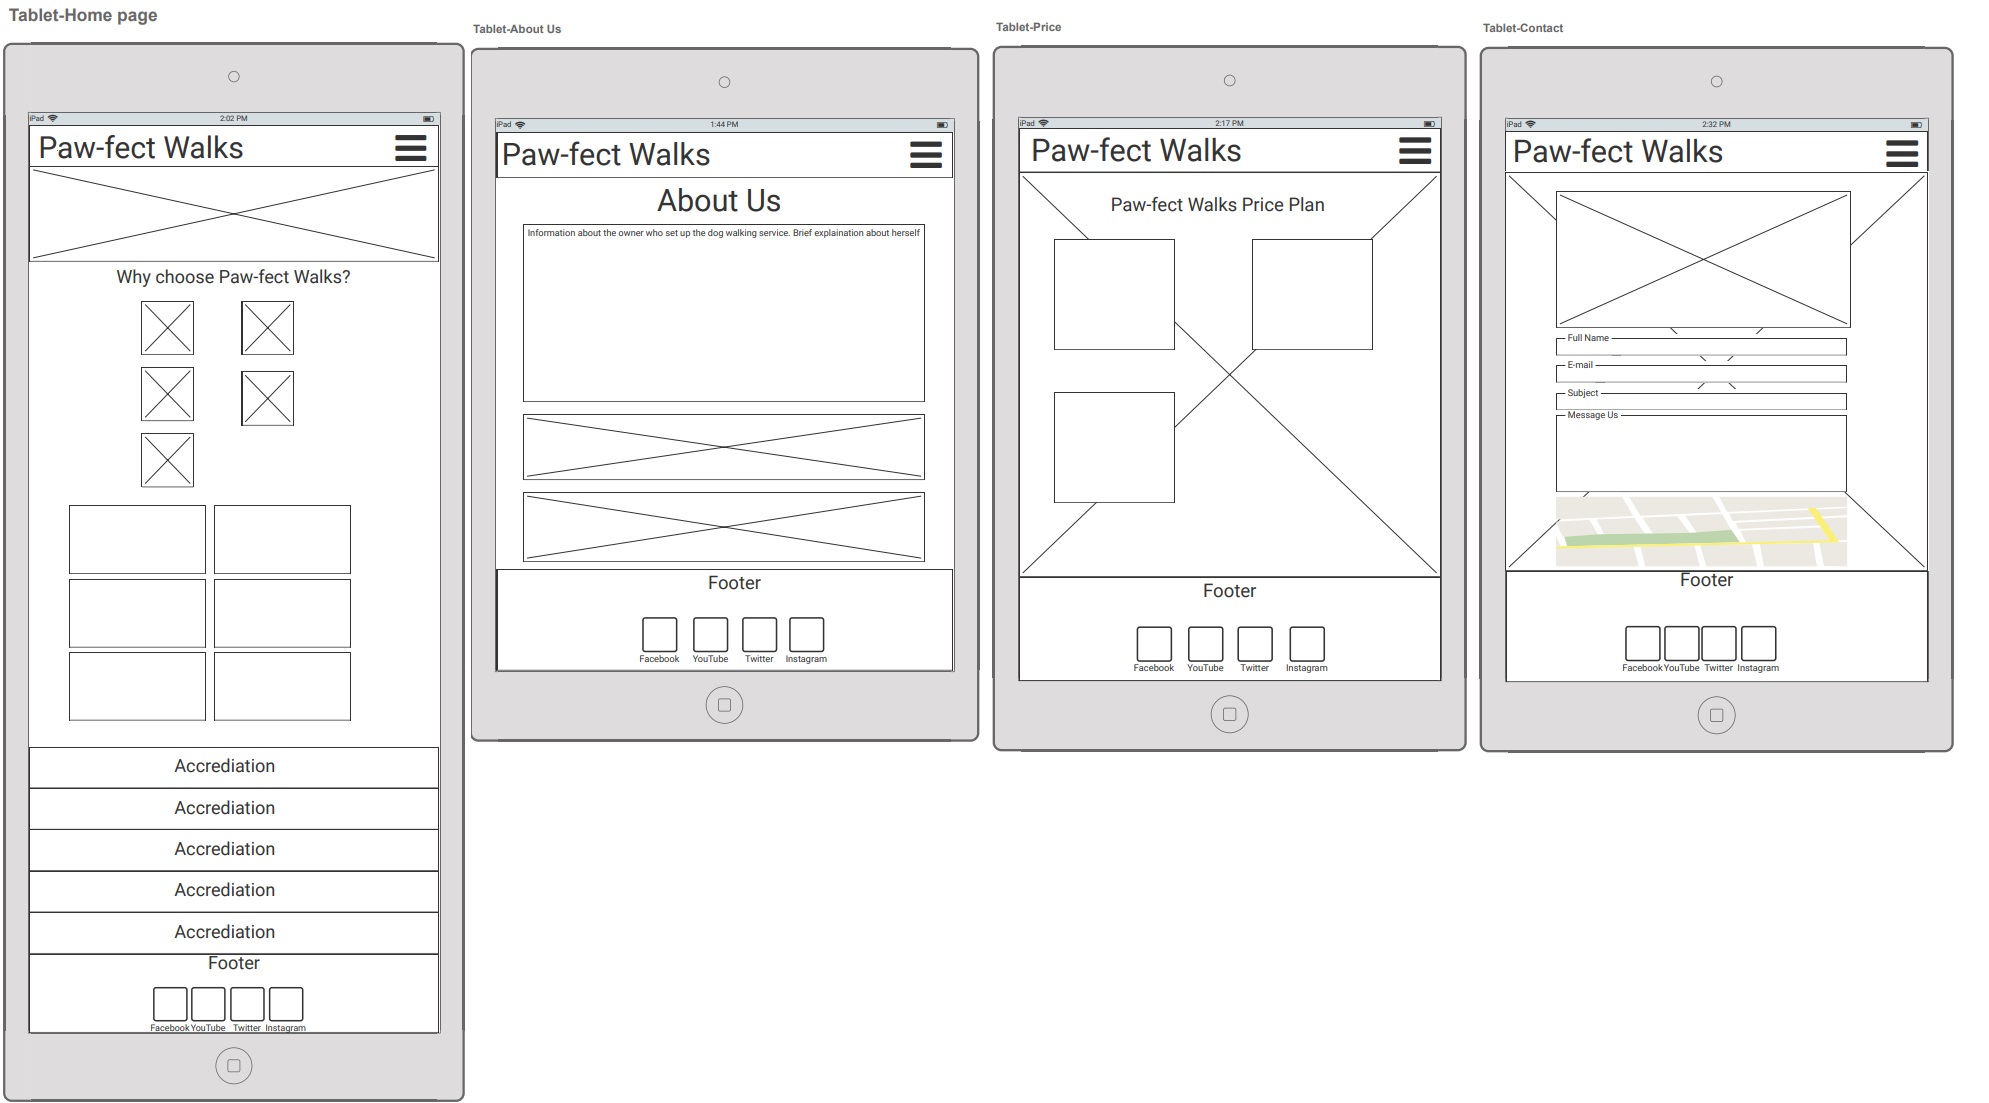 Tablet-Home page
iPad
2:02 PM
Paw-fect Walks
Why choose Paw-fect Walks?
Accrediation
Accrediation
Accrediation
Accrediation
Accrediation
Footer
Facebook YouTube Twitter Instagram
Tablet-About Us
iPad
1:44 PM
Paw-fect Walks
About Us
Information about the owner who set up the dog walking service. Brief explaination about herself
Footer
Facebook YouTube Twitter Instagram
Tablet-Price
iPad
2:17 PM
Paw-fect Walks
Paw-fect Walks Price Plan
Footer
Facebook YouTube Twitter Instagram
Tablet-Contact
iPad
2:32 PM
Paw-fect Walks
Full Name
E-mail
Subject
Message Us
Footer
Facebook YouTube Twitter Instagram